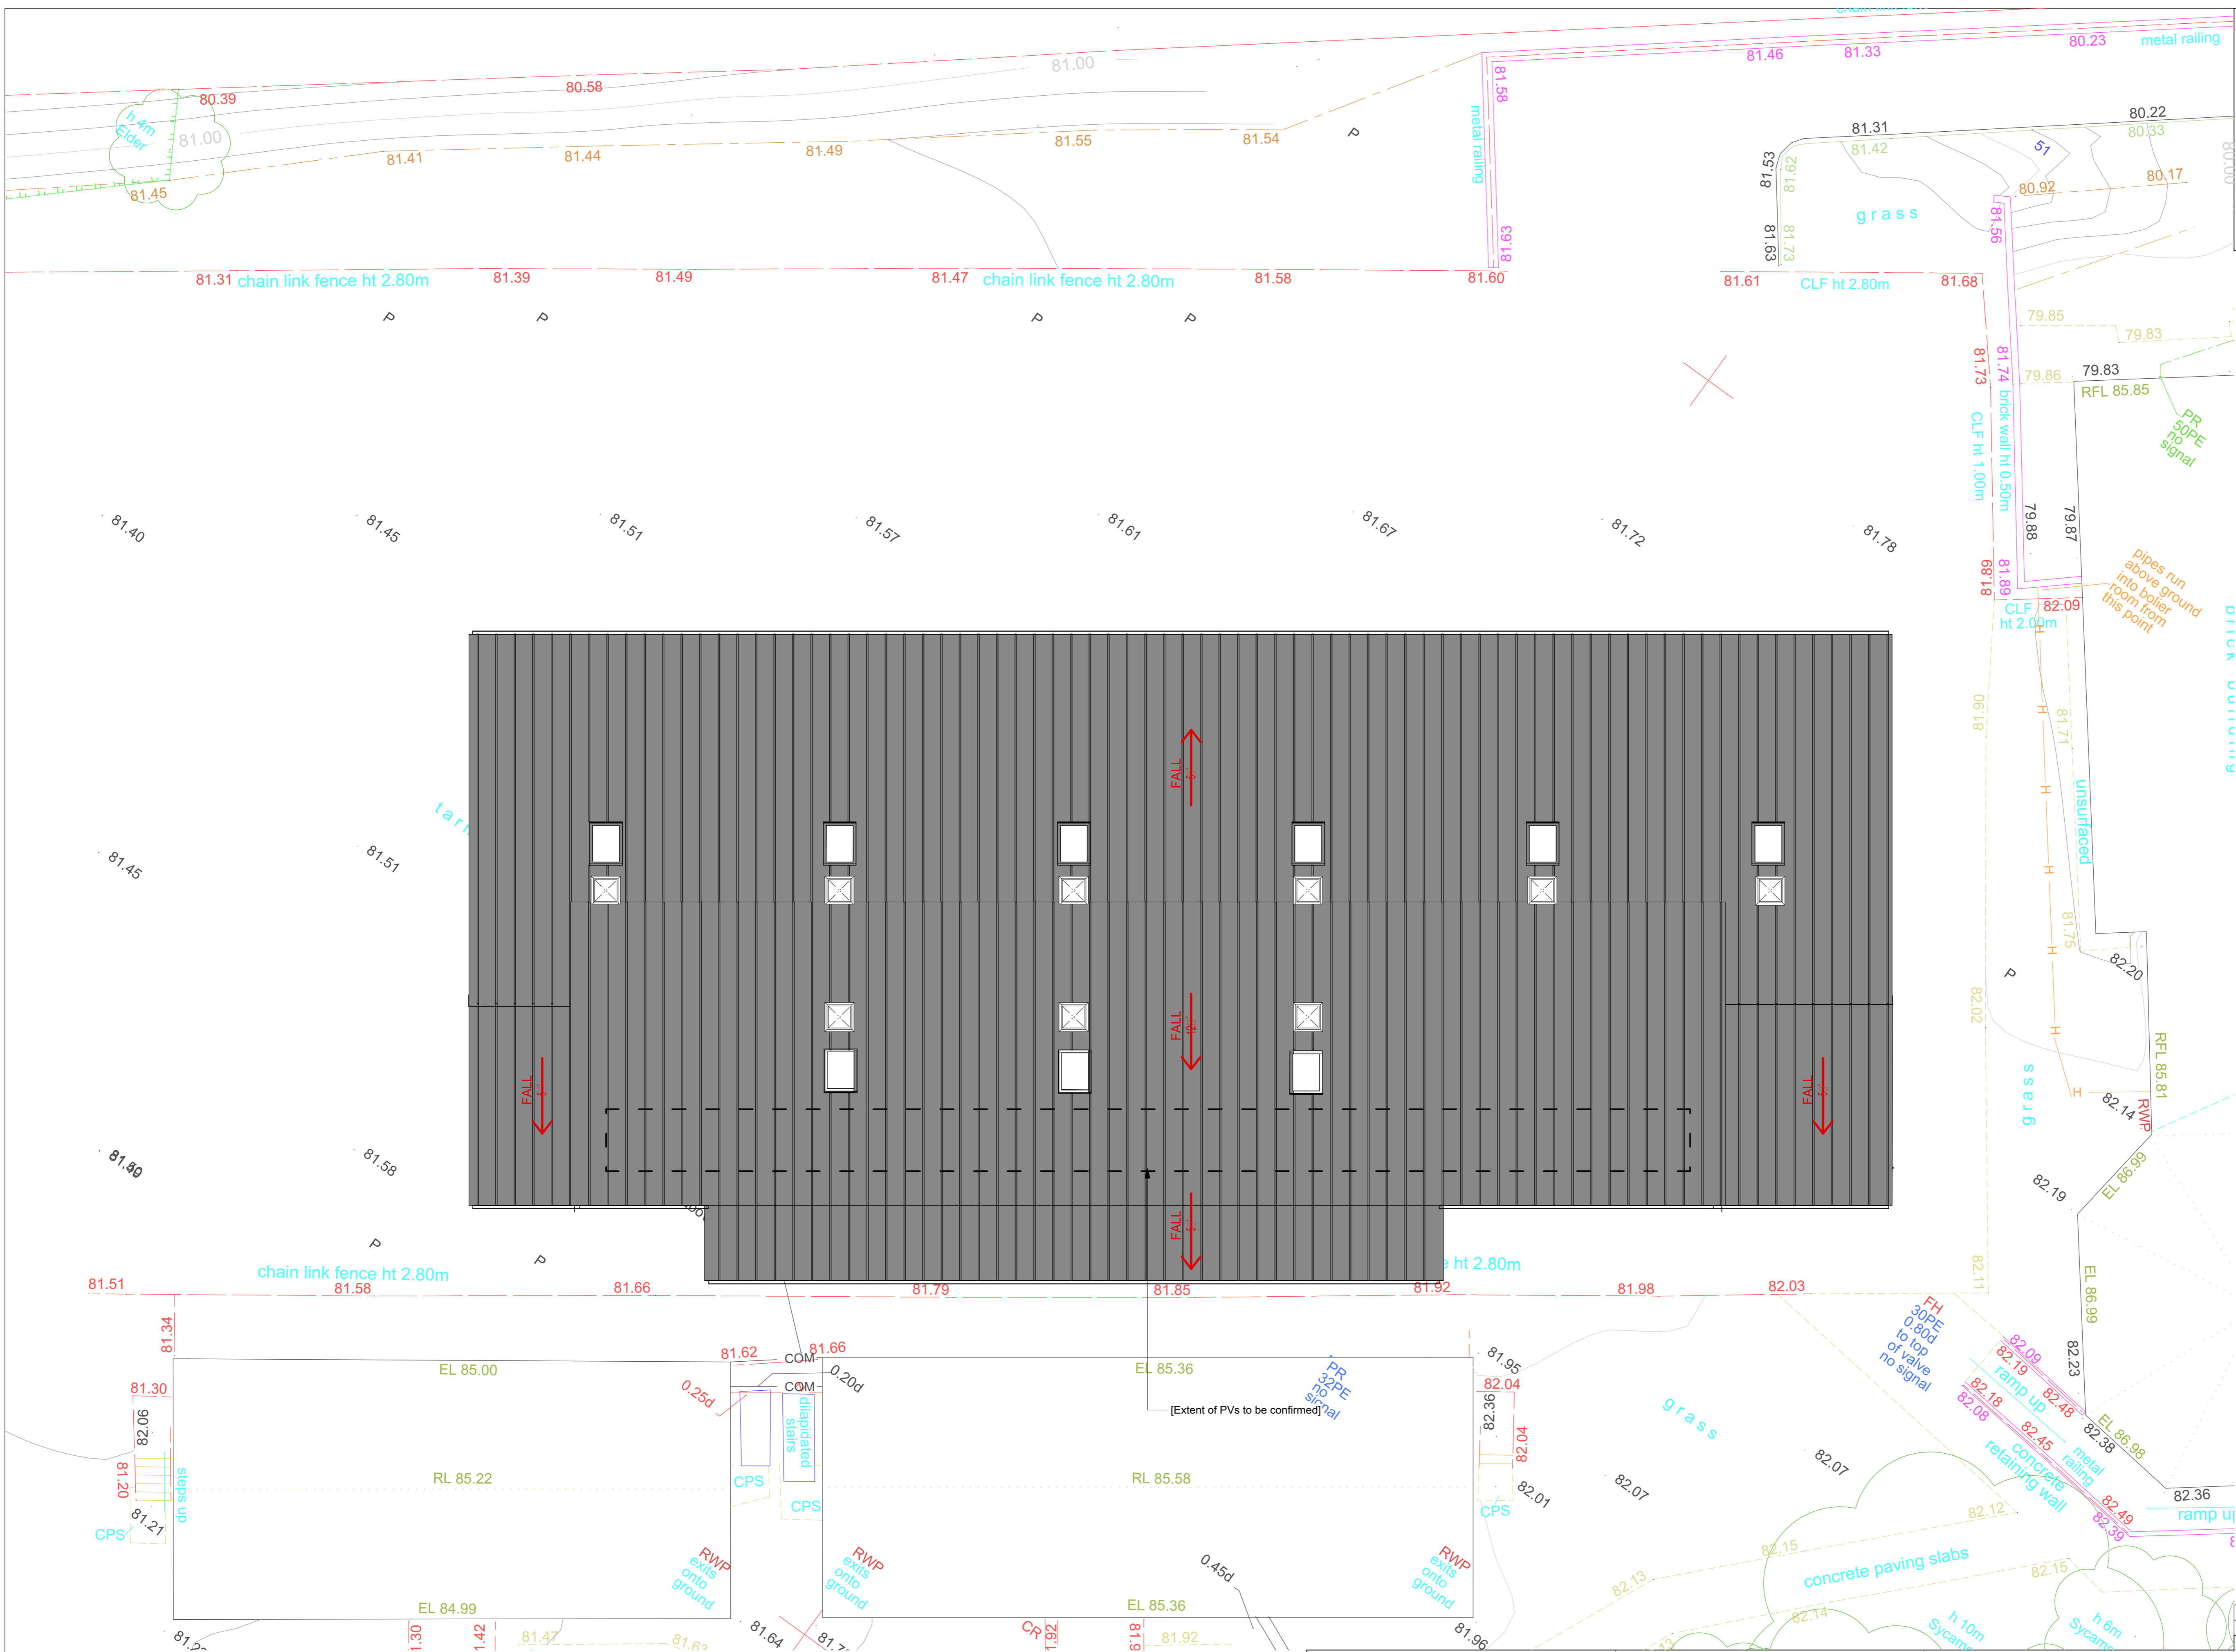 81.46
81.33
80.23
metal railing
81.00
80.58
80.39
h 4m
Elder
81.00
81.58
metal railing
81.63
81.41
81.44
81.49
81.55
81.54
P
81.45
81.31
80.22
81.42
80.33
81.53
81.62
81.63
81.73
grass
51
80.92
80.17
81.56
81.31
chain link fence ht 2.80m
81.39
81.49
81.47
chain link fence ht 2.80m
81.58
81.60
81.61
CLF ht 2.80m
81.68
P
P
P
P
79.85
79.83
81.73
81.74
brick wall ht 0.50m
CLF ht 1.00m
79.86
79.83
RFL 85.85
PR
50PE
no
signal
81.40
81.45
81.51
81.57
81.61
81.67
81.72
81.78
79.88
79.87
81.89
81.89
CLF
ht 2.00m
82.09
pipes run
above ground
into bolier
room from
this point
H
81.90
H
81.71
H
unsurfaced
H
H
H
H
81.75
82.20
P
82.02
RFL 85.81
82.14
RWP
grass
FALL
81.45
81.51
FALL
FALL
FALL
FALL
81.58
P
P
82.19
EL 86.99
EL 86.99
82.11
82.23
chain link fence ht 2.80m
e ht 2.80m
81.51
81.58
81.66
81.79
81.85
81.92
81.98
82.03
81.34
EL 85.00
81.62
COM
81.66
COM
0.20d
0.25d
dilapidated
stairs
EL 85.36
PR
32PE
no
signal
[Extent of PVs to be confirmed]
81.95
82.04
82.36
82.04
FH
30PE
0.80d
to top
of valve
no signal
82.09
82.19
ramp up
82.48
82.18
82.08
82.45
concrete
retaining wall
metal
railing
82.38
EL 86.98
82.49
82.39
82.36
ramp up
81.30
82.06
81.20
81.21
steps up
CPS
RL 85.22
CPS
CPS
RL 85.58
82.01
CPS
grass
82.07
82.07
82.12
82.15
82.13
concrete paving slabs
82.15
82.14
h 10m
h 6m
RWP
exits
onto
ground
RWP
exits
onto
ground
RWP
exits
onto
ground
0.45d
EL 84.99
EL 85.36
81.64
81.47
81.92
CR
81.96